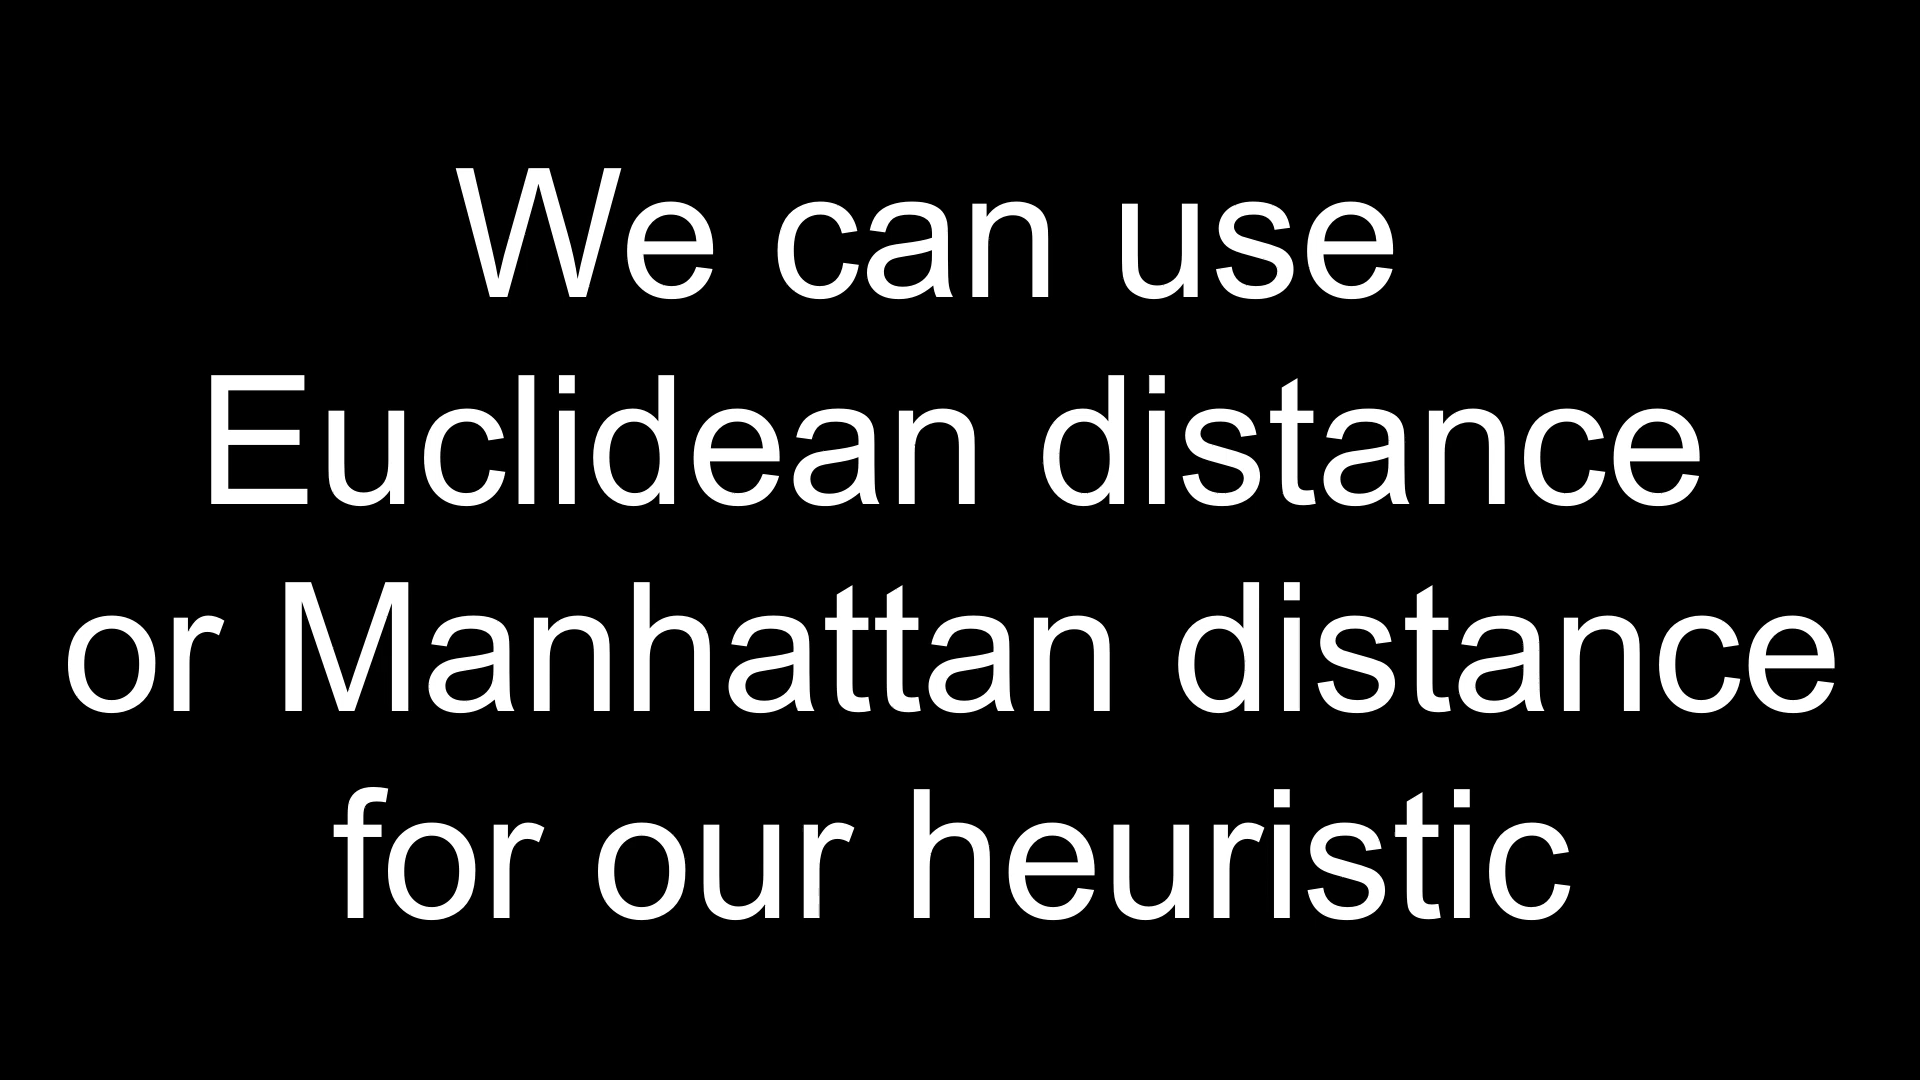 We can use
Euclidean distance
or Manhattan distance
for our heuristic